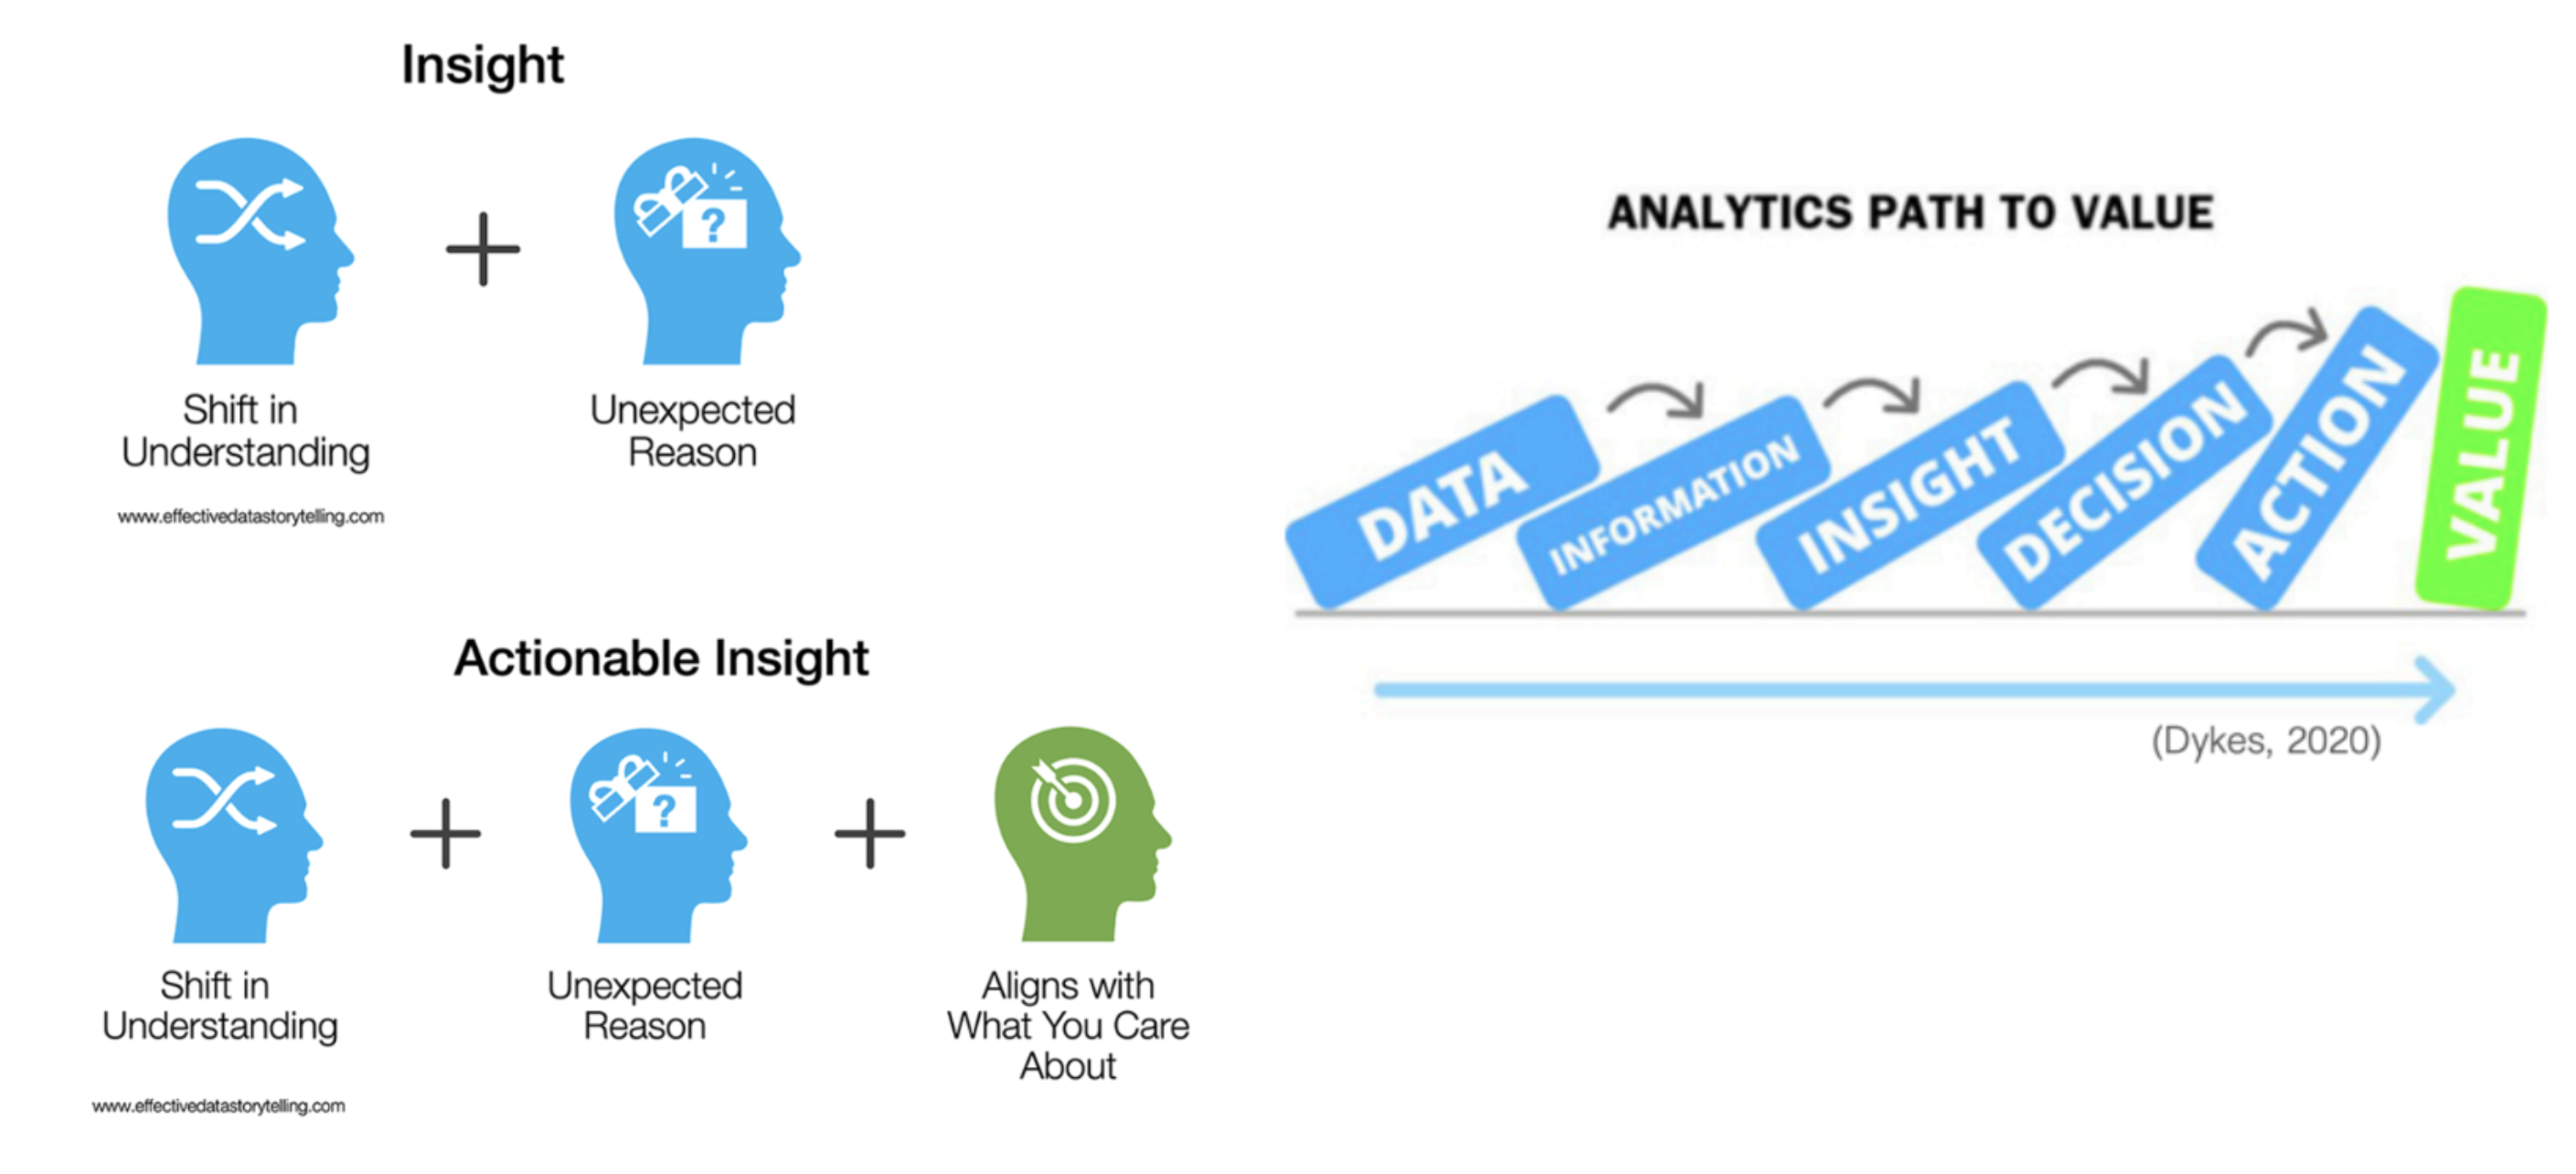 Insight
Shift in
Understanding
Unexpected
Reason
www.effectivedatastorytelling.com
Actionable Insight
?
?
Shift in
Understanding
Unexpected
Reason
Aligns with
What You Care
About
www.effectivedatastorytelling.com
ANALYTICS PATH TO VALUE
DATA
INFORMATION
INSIGHT
DECISION
ACTION
VALUE
(Dykes, 2020)